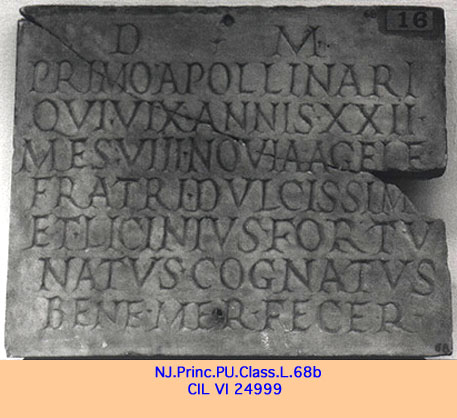 16
D · M
PRIMO APOLLINARI
QVI·VIX·ANNIS·XXII·
MES·VIII·NOVIA AGELE
FRATRI·DVLCISSIM
ET·LICINIVS·FORTV
NATVS·COGNATVS
BENE·MER·FECER·
68
NJ.Princ.PU.Class.L.68b
CIL VI 24999